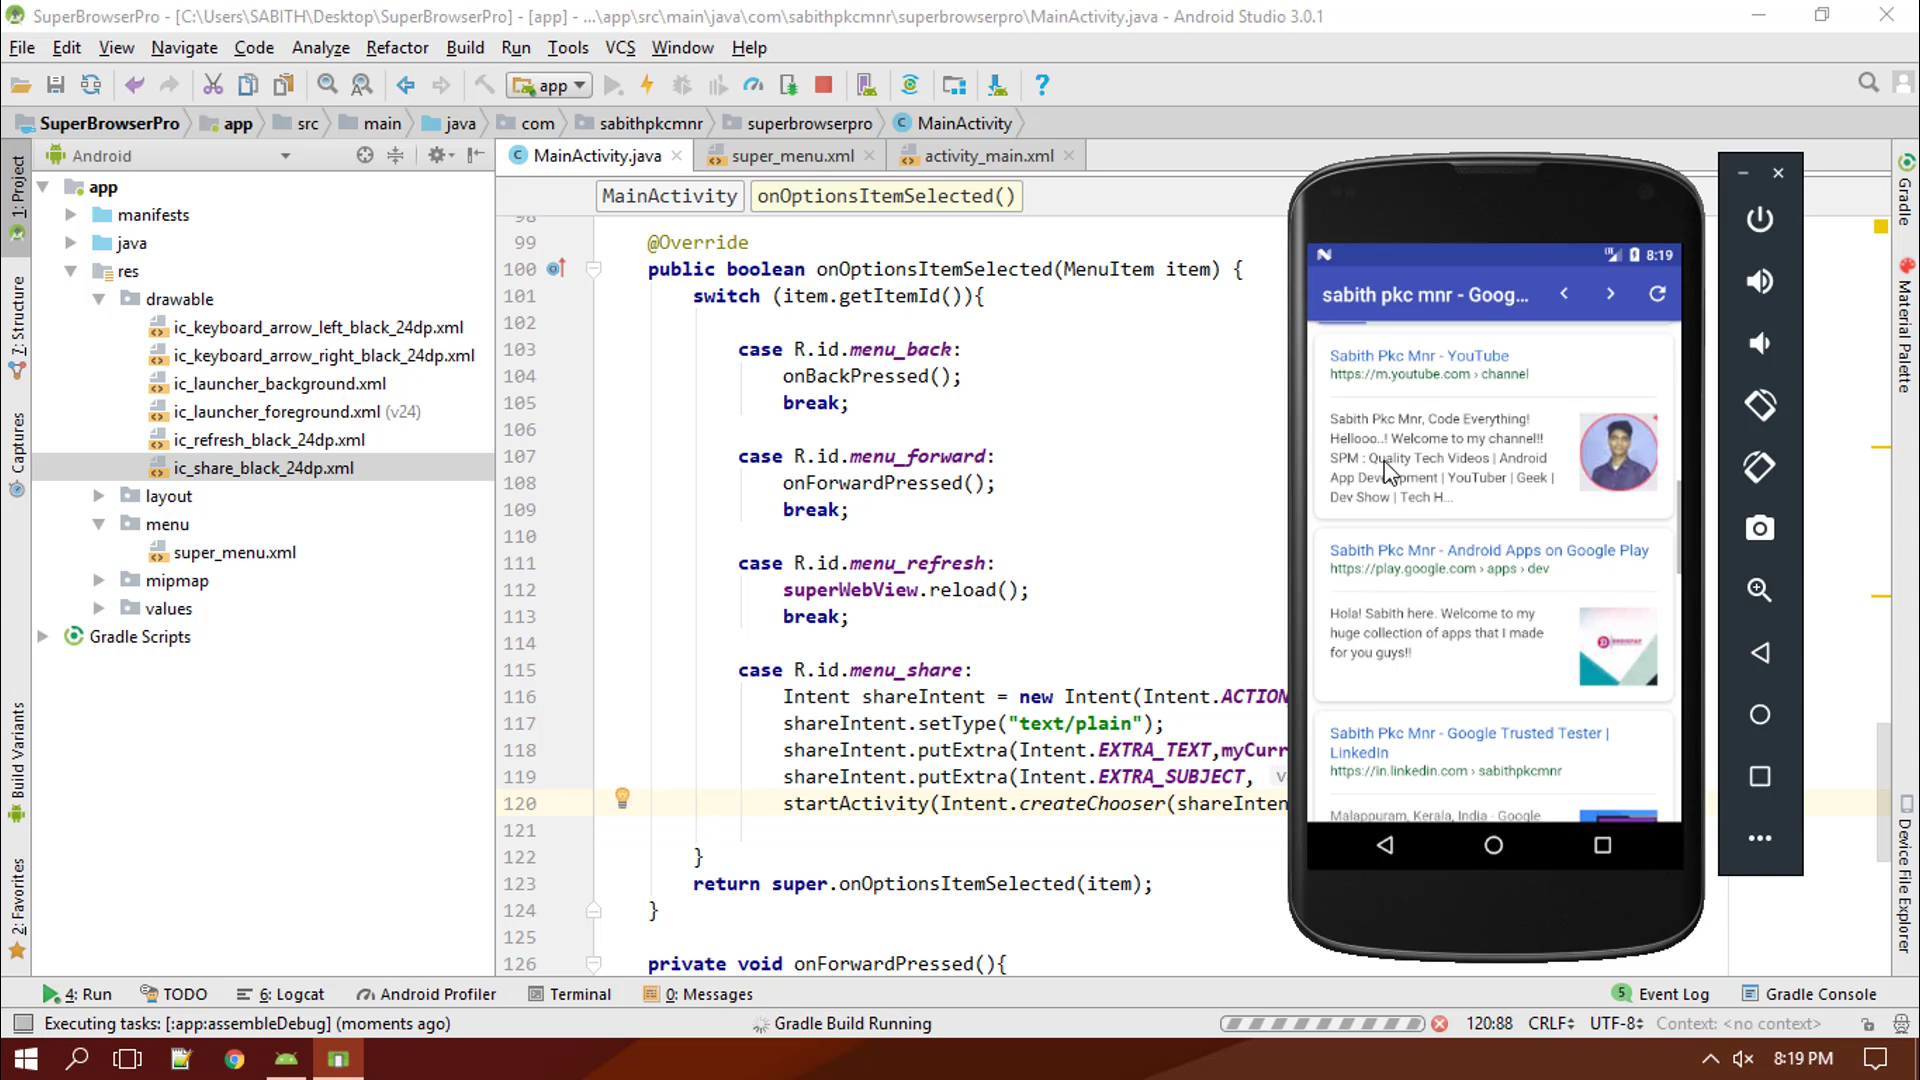 SuperBrowserPro - [C:\Users\SABITH\Desktop\SuperBrowserPro] - [app] - ...\app\src\main\java\com\sabithpkcmnr\superbrowserpro\MainActivity.java - Android Studio 3.0.1
File Edit View Navigate Code Analyze Refactor Build Run Tools VCS Window Help
app
SuperBrowserPro app src main java com sabithpkcmnr superbrowserpro MainActivity
Android
MainActivity.java super_menu.xml activity_main.xml
MainActivity onOptionsItemSelected()
1: Project
7: Structure
Captures
Build Variants
2: Favorites
app
manifests
java
res
drawable
ic_keyboard_arrow_left_black_24dp.xml
ic_keyboard_arrow_right_black_24dp.xml
ic_launcher_background.xml
ic_launcher_foreground.xml (v24)
ic_refresh_black_24dp.xml
ic_share_black_24dp.xml
layout
menu
super_menu.xml
mipmap
values
Gradle Scripts
98
99 @Override
100 public boolean onOptionsItemSelected(MenuItem item) {
101 switch (item.getItemId()){
102
103 case R.id.menu_back:
104 onBackPressed();
105 break;
106
107 case R.id.menu_forward:
108 onForwardPressed();
109 break;
110
111 case R.id.menu_refresh:
112 superWebView.reload();
113 break;
114
115 case R.id.menu_share:
116 Intent shareIntent = new Intent(Intent.ACTION
117 shareIntent.setType("text/plain");
118 shareIntent.putExtra(Intent.EXTRA_TEXT,myCurr
119 shareIntent.putExtra(Intent.EXTRA_SUBJECT, v
120 startActivity(Intent.createChooser(shareInten
121
122 }
123 return super.onOptionsItemSelected(item);
124 }
125
126 private void onForwardPressed(){
8:19
sabith pkc mnr - Goog...
Sabith Pkc Mnr - YouTube
https://m.youtube.com › channel
Sabith Pkc Mnr, Code Everything!
Hellooo..! Welcome to my channel!!
SPM : Quality Tech Videos | Android
App Development | YouTuber | Geek |
Dev Show | Tech H...
Sabith Pkc Mnr - Android Apps on Google Play
https://play.google.com › apps › dev
Hola! Sabith here. Welcome to my
huge collection of apps that I made
for you guys!!
Sabith Pkc Mnr - Google Trusted Tester |
LinkedIn
https://in.linkedin.com › sabithpkcmnr
Malappuram, Kerala, India - Google
Gradle
Material Palette
Device File Explorer
4: Run TODO 6: Logcat Android Profiler Terminal 0: Messages 5 Event Log Gradle Console
Executing tasks: [:app:assembleDebug] (moments ago) Gradle Build Running 120:88 CRLF UTF-8 Context: <no context>
8:19 PM